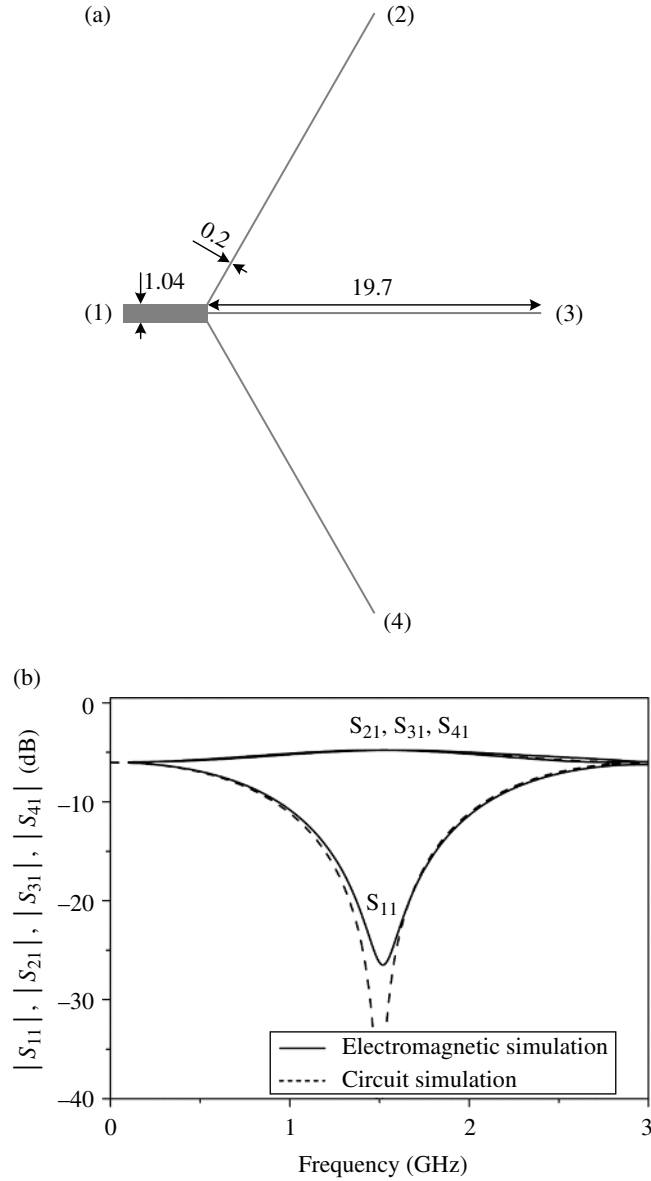 (a)
(2)
0.2
1.04
19.7
(1)
(3)
(4)
(b)
0
S21, S31, S41
−10
−20
S11
−30
Electromagnetic simulation
Circuit simulation
−40
0
1
2
3
Frequency (GHz)
|S11|, |S21|, |S31|, |S41| (dB)